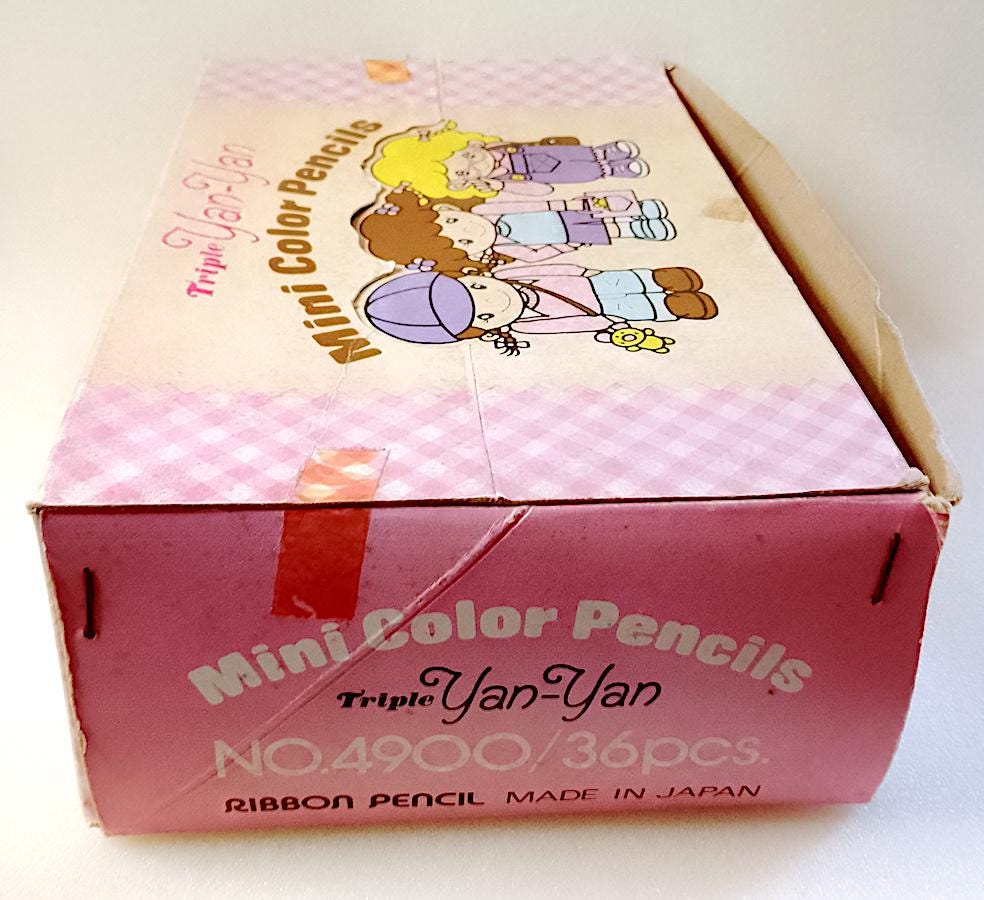 Triple Yan-Yan
Mini Color Pencils
Mini Color Pencils
Triple Yan-Yan
NO.4900/36pcs.
RIBBON PENCIL MADE IN JAPAN